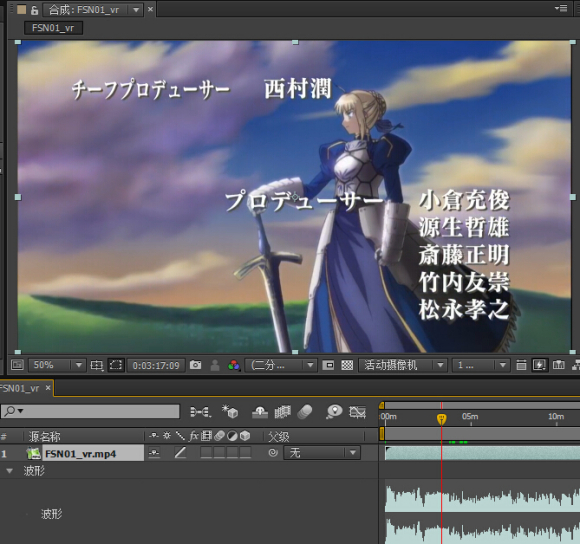 合成: FSN01_vr
FSN01_vr
チーフプロデューサー 西村潤
プロデューサー 小倉充俊
源生哲雄
斎藤正明
竹内友崇
松永孝之
50%
0:03:17:09
(二分...
活动摄像机
1 ...
FSN01_vr
:00m 05m 10m
# 源名称 fx 父级
1 FSN01_vr.mp4 无
波形
波形